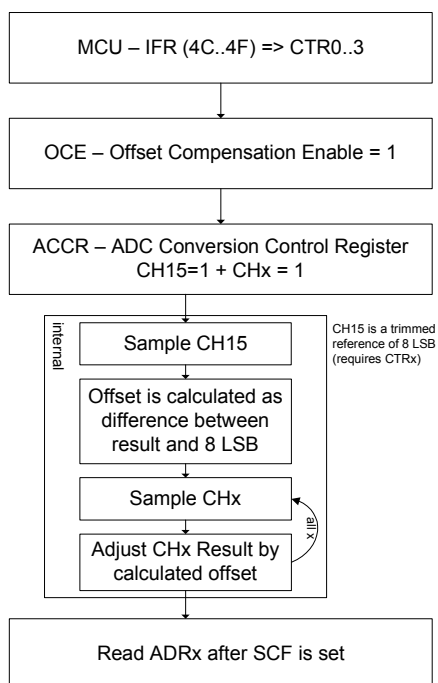 MCU – IFR (4C..4F) => CTR0..3
OCE – Offset Compensation Enable = 1
ACCR – ADC Conversion Control Register
CH15=1 + CHx = 1
internal
CH15 is a trimmed
reference of 8 LSB
(requires CTRx)
Sample CH15
Offset is calculated as
difference between
result and 8 LSB
Sample CHx
all x
Adjust CHx Result by
calculated offset
Read ADRx after SCF is set